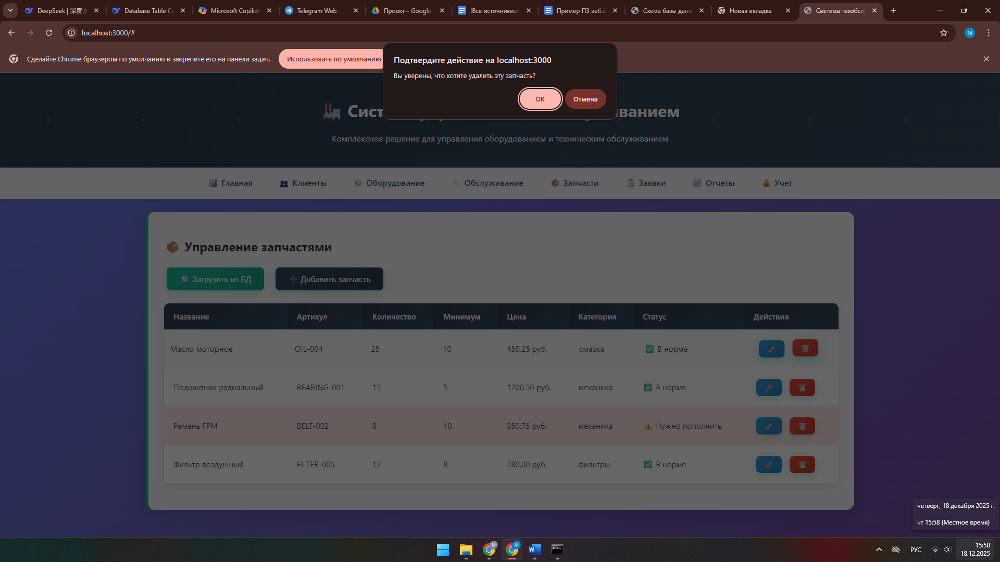 DeepSeek | 深度求
Database Table Co
Microsoft Copilot:
Telegram Web
Проект – Google
!Все источники.d
Пример ПЗ веб.d
Схема базы данн
Новая вкладка
Система техобслу
localhost:3000/#
M
Сделайте Chrome браузером по умолчанию и закрепите его на панели задач.
Использовать по умолчанию
Подтвердите действие на localhost:3000
Вы уверены, что хотите удалить эту запчасть?
ОК
Отмена
Сист
ванием
Комплексное решение для управления оборудованием и техническим обслуживанием
Главная
Клиенты
Оборудование
Обслуживание
Запчасти
Заявки
Отчеты
Учет
Управление запчастями
Загрузить из БД
Добавить запчасть
Название Артикул Количество Минимум Цена Категория Статус Действия
Масло моторное OIL-004 25 10 450.25 руб. смазка В норме
Подшипник радиальный BEARING-001 15 5 1200.50 руб. механика В норме
Ремень ГРМ BELT-002 8 10 850.75 руб. механика Нужно пополнить
Фильтр воздушный FILTER-005 12 8 780.00 руб. фильтры В норме
четверг, 18 декабря 2025 г.
чт 15:58 (Местное время)
M
M
РУС
15:58
18.12.2025